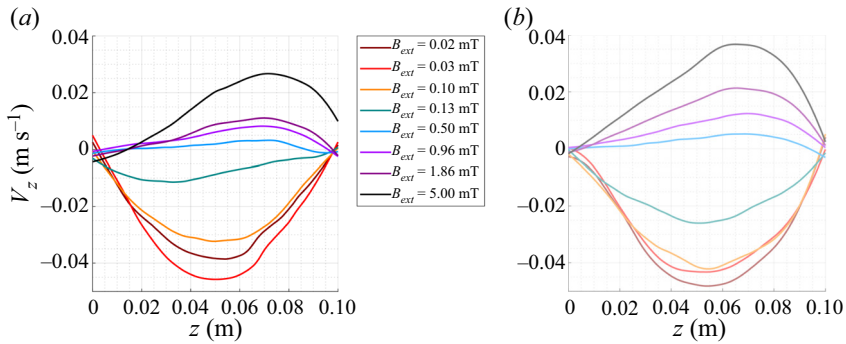 (a)
0.04
0.02
0
−0.02
−0.04
V_z (m s⁻¹)
0 0.02 0.04 0.06 0.08 0.10
z (m)
B_ext = 0.02 mT
0.03 mT
B_ext = 0.10 mT
B_ext = 0.13 mT
B_ext = 0.50 mT
B_ext = 0.96 mT
B_ext = 1.86 mT
B_ext = 5.00 mT
(b)
0.04
0.02
0
−0.02
−0.04
0 0.02 0.04 0.06 0.08 0.10
z (m)